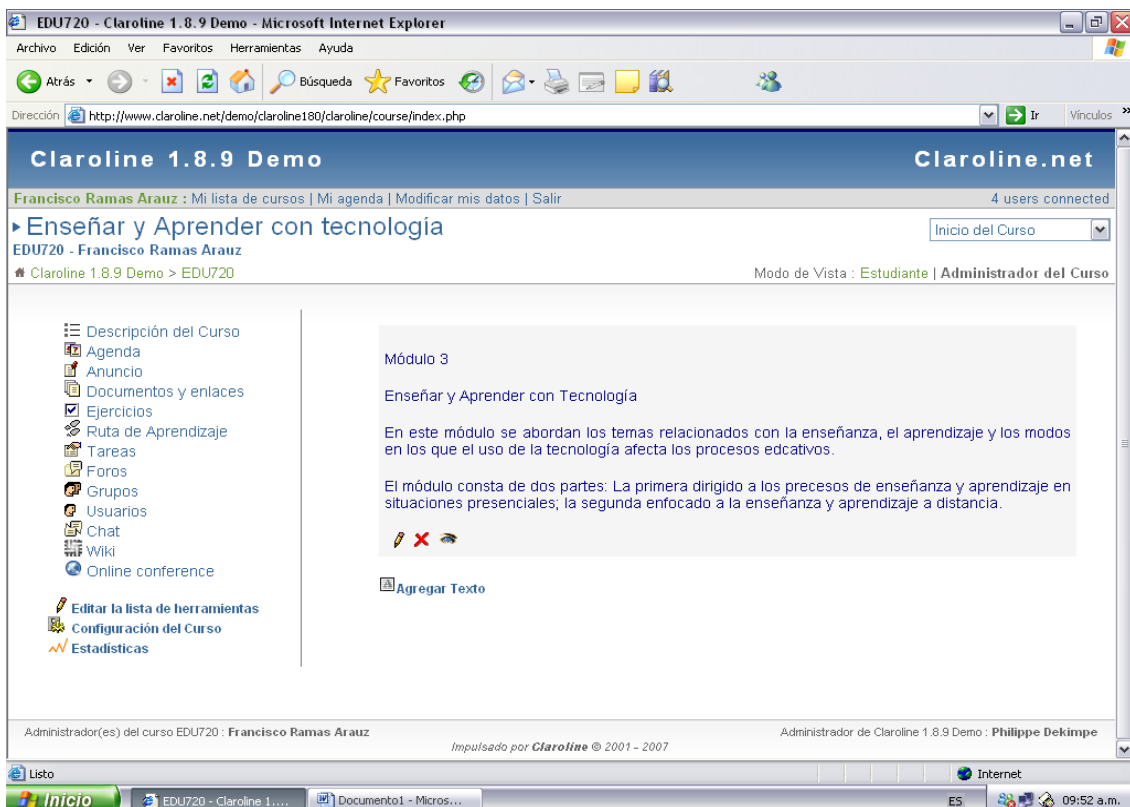 EDU720 - Claroline 1.8.9 Demo - Microsoft Internet Explorer
Archivo Edición Ver Favoritos Herramientas Ayuda
Atrás Búsqueda Favoritos
Dirección http://www.claroline.net/demo/claroline180/claroline/course/index.php Ir Vínculos »
Claroline 1.8.9 Demo Claroline.net
Francisco Ramas Arauz : Mi lista de cursos | Mi agenda | Modificar mis datos | Salir 4 users connected
Enseñar y Aprender con tecnología Inicio del Curso
EDU720 - Francisco Ramas Arauz
Claroline 1.8.9 Demo > EDU720 Modo de Vista : Estudiante | Administrador del Curso
Descripción del Curso
Agenda
Anuncio
Documentos y enlaces
Ejercicios
Ruta de Aprendizaje
Tareas
Foros
Grupos
Usuarios
Chat
Wiki
Online conference
Editar la lista de herramientas
Configuración del Curso
Estadísticas
Módulo 3
Enseñar y Aprender con Tecnología
En este módulo se abordan los temas relacionados con la enseñanza, el aprendizaje y los modos
en los que el uso de la tecnología afecta los procesos edcativos.
El módulo consta de dos partes: La primera dirigido a los precesos de enseñanza y aprendizaje en
situaciones presenciales; la segunda enfocado a la enseñanza y aprendizaje a distancia.
Agregar Texto
Administrador(es) del curso EDU720 : Francisco Ramas Arauz Administrador de Claroline 1.8.9 Demo : Philippe Dekimpe
Impulsado por Claroline © 2001 - 2007
Listo Internet
Inicio EDU720 - Claroline 1.... Documento1 - Micros... ES 09:52 a.m.